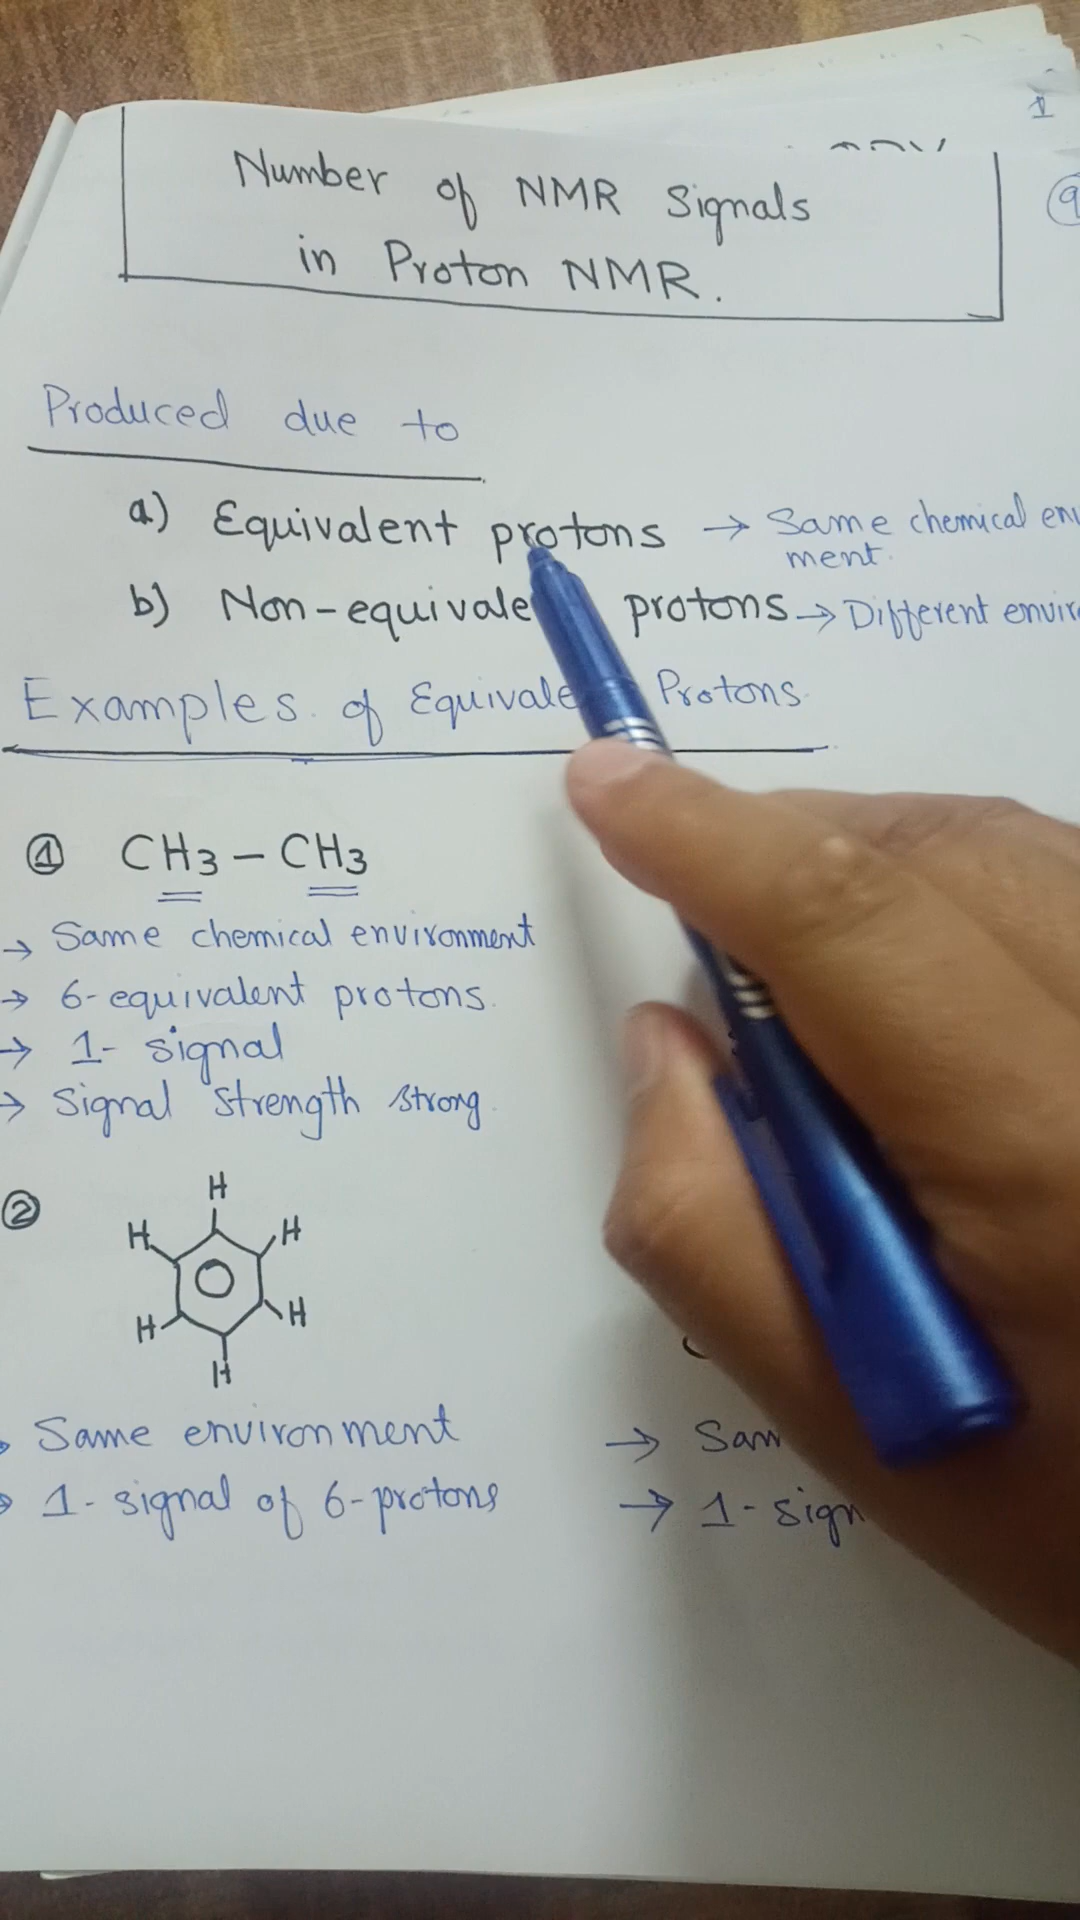 1
Number of NMR Signals
in Proton NMR.
Produced due to
a) Equivalent protons → Same chemical
ment.
b) Non-equivale protons → Different
Examples of Equivale Protons.
① CH3 - CH3
→ Same chemical environment
→ 6-equivalent protons.
→ 1- signal
→ Signal Strength strong.
②
H
H H
H H
H
Same environment
→ 1- signal of 6-protons
→
→ 1-